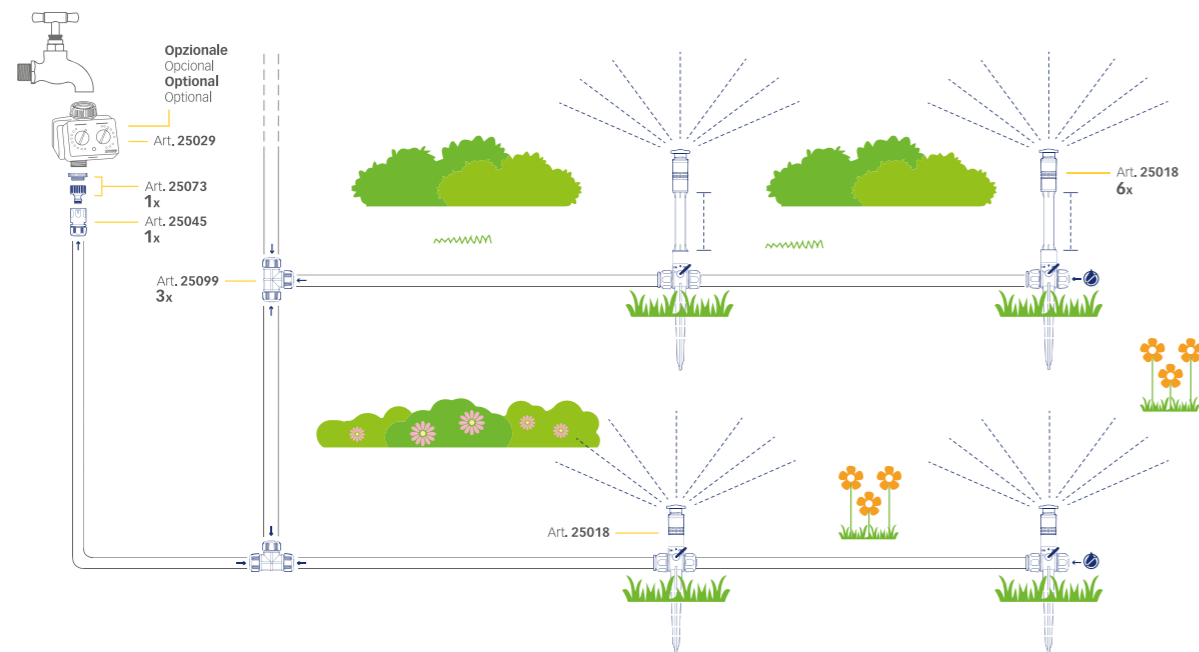 Opzionale
Opcional
Optional
Optional
Art. 25029
Art. 25073
1x
Art. 25045
1x
Art. 25018
6x
Art. 25099
3x
Art. 25018